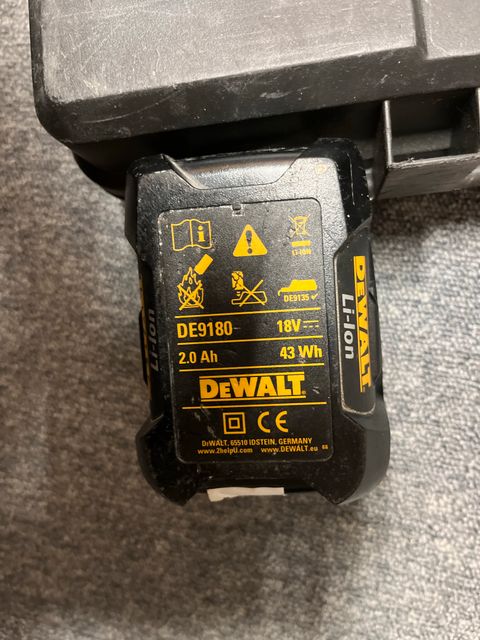 LI-ION
DE9135 ✓
DE9180
18V ⎓
2.0 Ah
43 Wh
DEWALT
CE
DEWALT, 65510 IDSTEIN, GERMANY
www.2helpU.com
www.DEWALT.eu
DEWALT
Li-Ion
Li-Ion